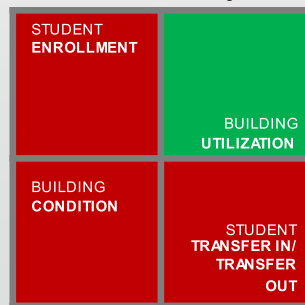 STUDENT
ENROLLMENT
BUILDING
UTILIZATION
BUILDING
CONDITION
STUDENT
TRANSFER IN/
TRANSFER
OUT